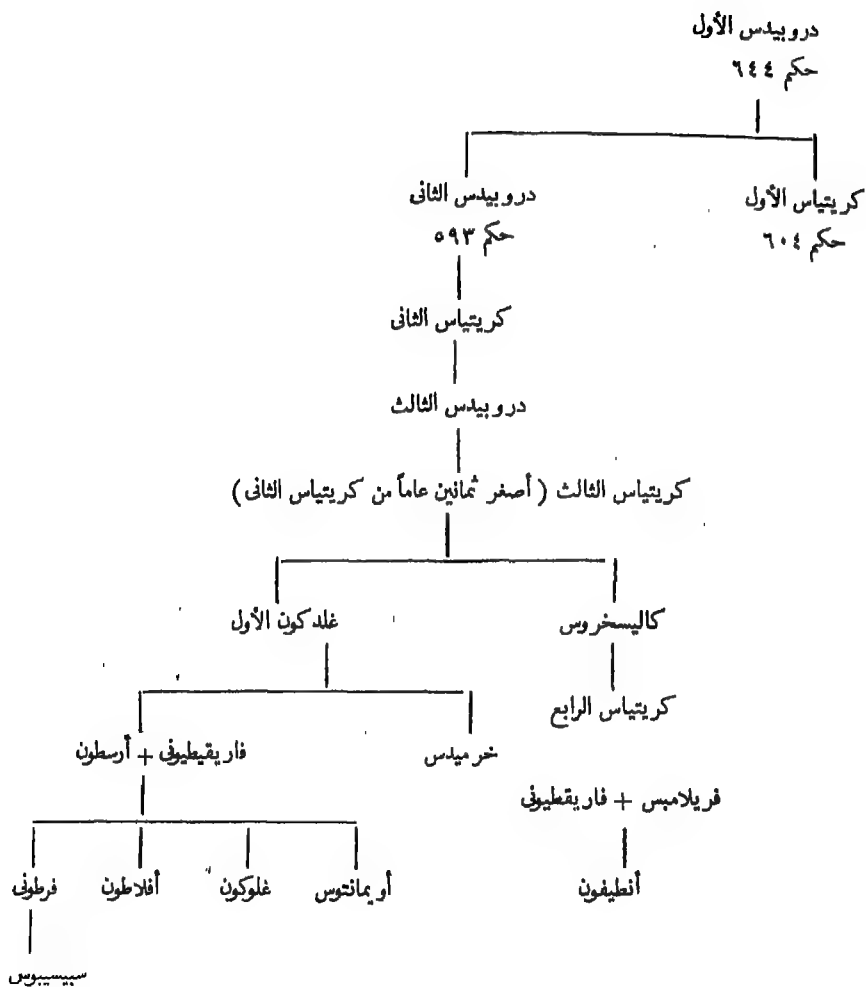 دروبيدس الأول
حكم ٦٤٤
كريتياس الأول
دروبيدس الثانى
حكم ٦٠٤
حكم ٥٩٣
كريتياس الثانى
دروبيدس الثالث
كريتياس الثالث ( أصغر ثمانين عاماً من كريتياس الثانى )
كاليسخروس
غلدكون الأول
كريتياس الرابع
خرميدس
فاريقيطيونى + أرسطون
فريلامبس + فاريقطيونى
أنطيفون
أويمانتوس
غلوكون
أفلاطون
فرطونى
سبيسيبوس